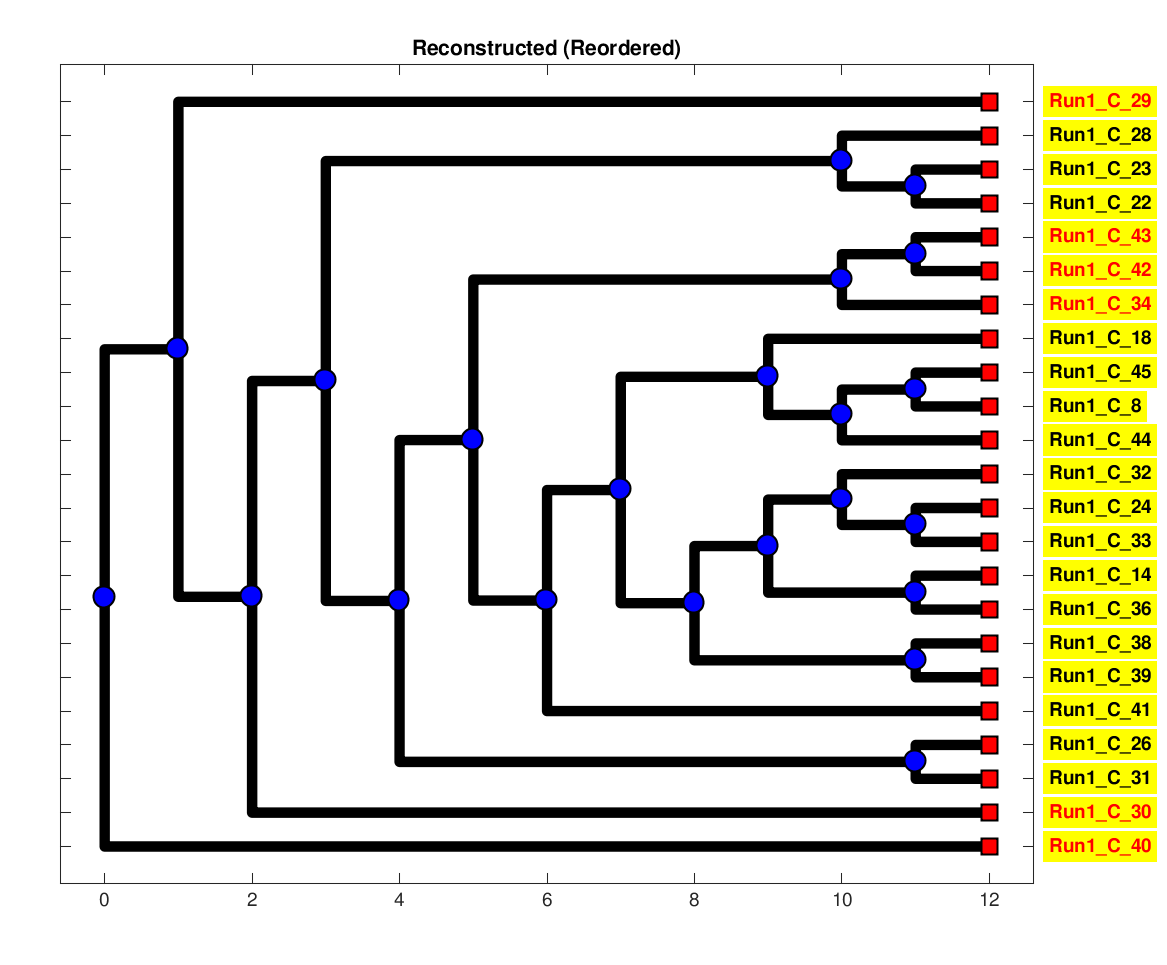 Reconstructed (Reordered)
Run1_C_29
Run1_C_28
Run1_C_23
Run1_C_22
Run1_C_43
Run1_C_42
Run1_C_34
Run1_C_18
Run1_C_45
Run1_C_8
Run1_C_44
Run1_C_32
Run1_C_24
Run1_C_33
Run1_C_14
Run1_C_36
Run1_C_38
Run1_C_39
Run1_C_41
Run1_C_26
Run1_C_31
Run1_C_30
Run1_C_40
0 2 4 6 8 10 12